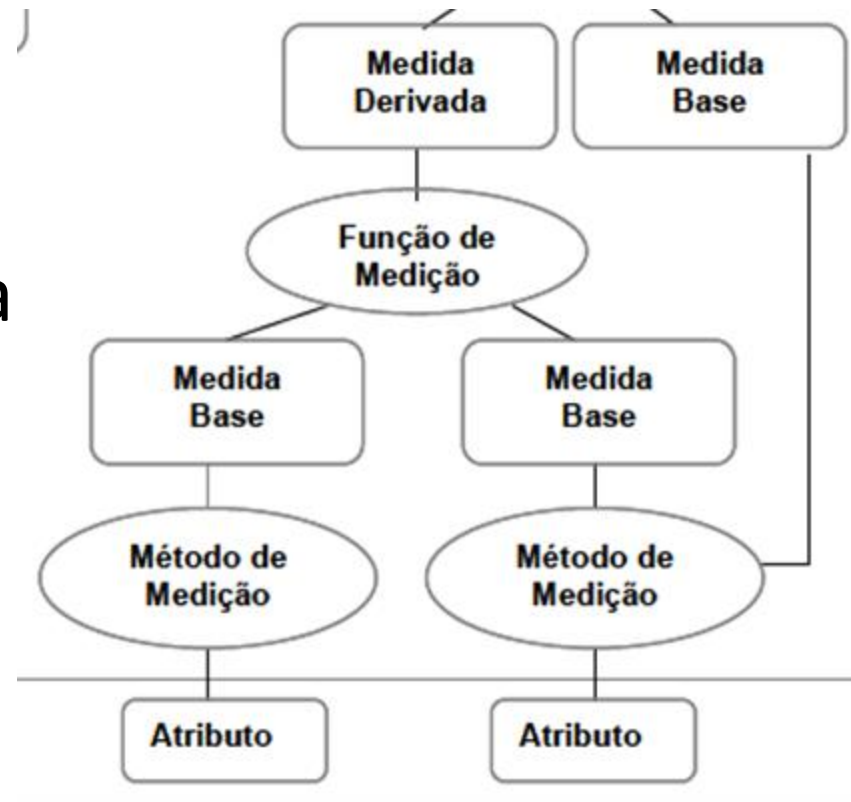 Medida
Derivada
Medida
Base
Função de
Medição
a
Medida
Base
Medida
Base
Método de
Medição
Método de
Medição
Atributo
Atributo